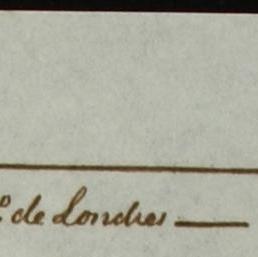 de Londres ——